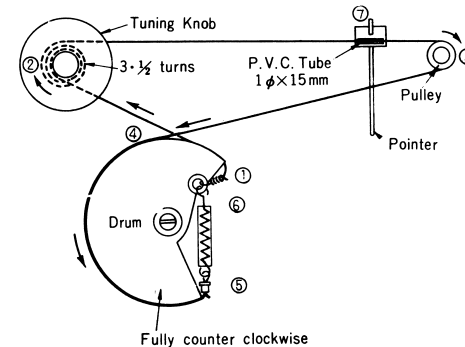 Tuning Knob
⑦
②
3·½ turns
P.V.C. Tube
1ϕ×15mm
Pulley
④
Pointer
①
⑥
Drum
⑤
Fully counter clockwise